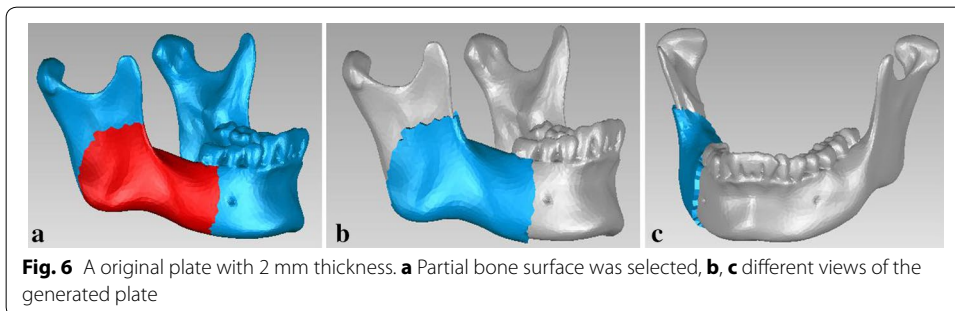 a
b
c
Fig. 6 A original plate with 2 mm thickness. a Partial bone surface was selected, b, c different views of the
generated plate